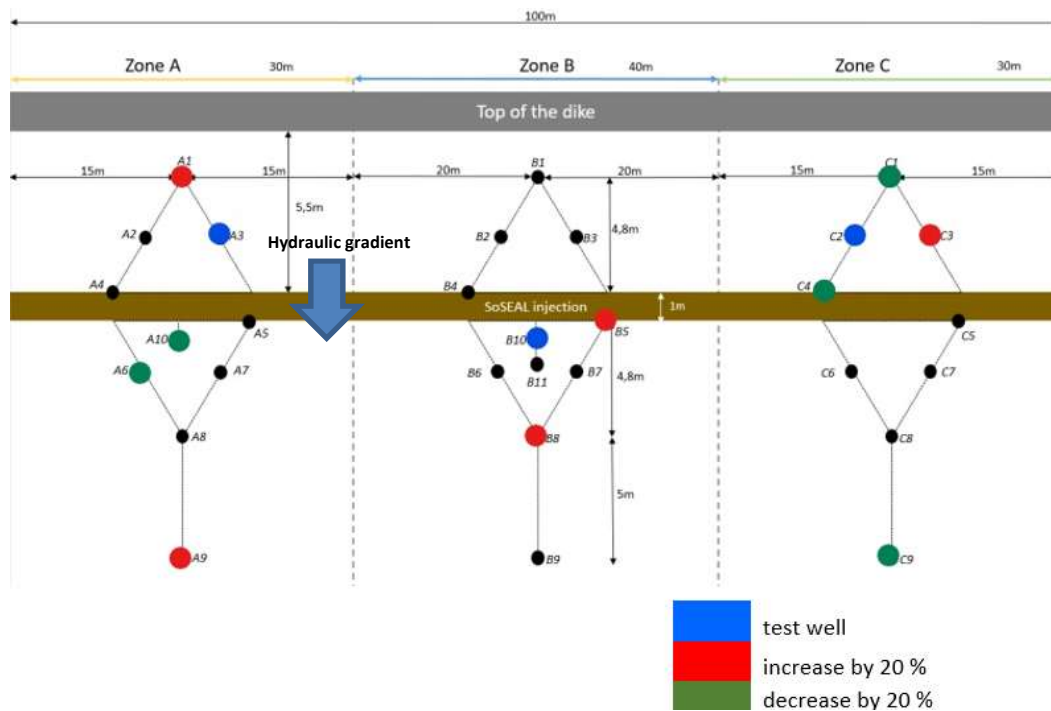 100m
Zone A
30m
Zone B
40m
Zone C
30m
Top of the dike
A1
B1
C1
15m
15m
20m
20m
15m
15m
5,5m
4,8m
A2
A3
Hydraulic gradient
B2
B3
C2
C3
A4
B4
C4
SoSEAL injection
1m
A5
B5
C5
A10
B10
A6
A7
B6
B11
B7
4,8m
C6
C7
A8
B8
C8
5m
A9
B9
C9
test well
increase by 20 %
decrease by 20 %